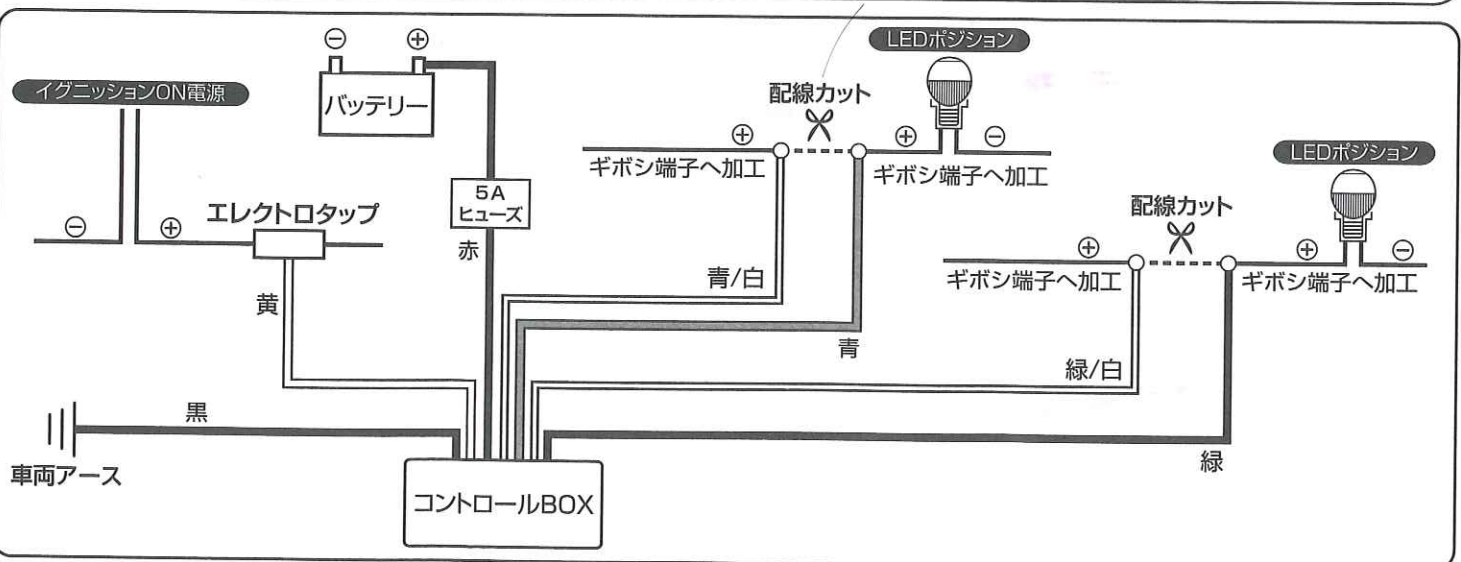 イグニッションON電源
⊖ ⊕
バッテリー
LEDポジション
配線カット
⊕ ⊕ ⊖
ギボシ端子へ加工 ギボシ端子へ加工
LEDポジション
配線カット
⊕ ⊕ ⊖
ギボシ端子へ加工 ギボシ端子へ加工
5A
ヒューズ
赤
エレクトロタップ
⊖ ⊕
黄
青/白
青
緑/白
緑
黒
車両アース
コントロールBOX